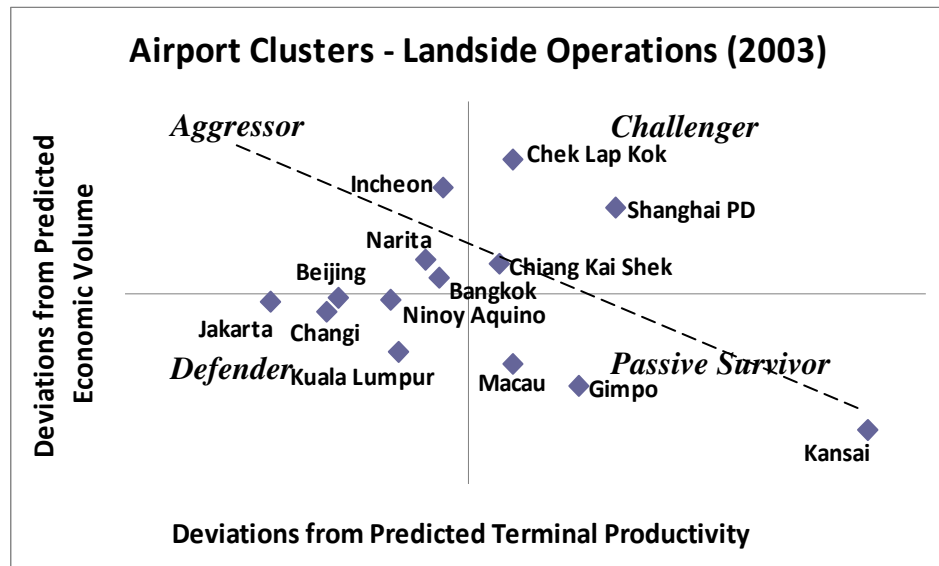 Airport Clusters - Landside Operations (2003)
Aggressor
Challenger
Chek Lap Kok
Incheon
Shanghai PD
Narita
Chiang Kai Shek
Beijing
Bangkok
Jakarta
Changi
Ninoy Aquino
Defender
Kuala Lumpur
Macau
Passive Survivor
Gimpo
Kansai
Deviations from Predicted
Economic Volume
Deviations from Predicted Terminal Productivity